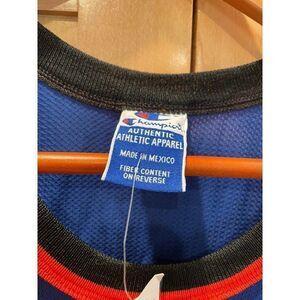 Champion
AUTHENTIC
ATHLETIC APPAREL
MADE IN MEXICO
FIBER CONTENT
ON REVERSE